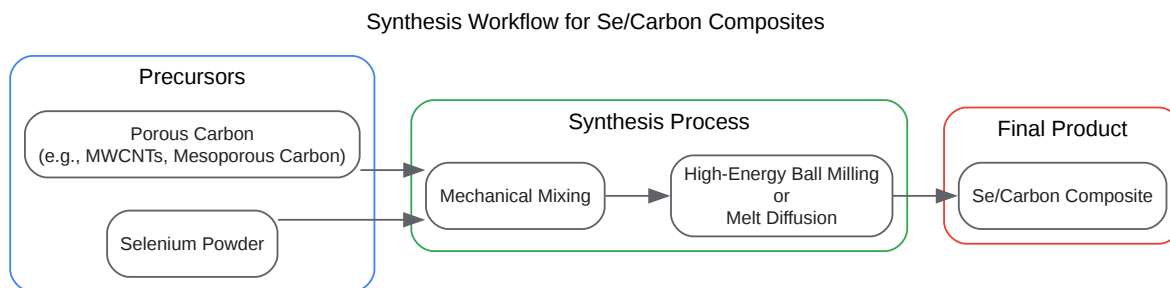 Synthesis Workflow for Se/Carbon Composites
Precursors
Porous Carbon
(e.g., MWCNTs, Mesoporous Carbon)
Selenium Powder
Synthesis Process
Mechanical Mixing
High-Energy Ball Milling
or
Melt Diffusion
Final Product
Se/Carbon Composite